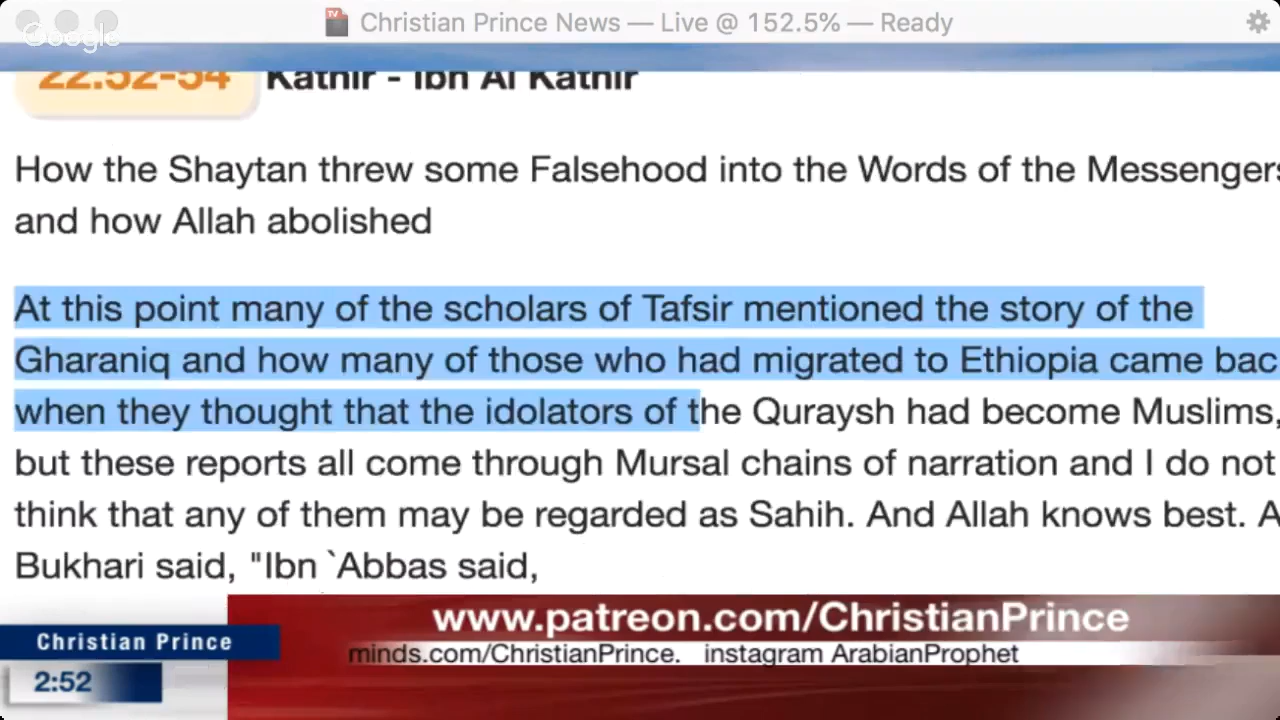 Christian Prince News — Live @ 152.5% — Ready
Google
22.52-54 Kathir - Ibn Al Kathir
How the Shaytan threw some Falsehood into the Words of the Messengers
and how Allah abolished
At this point many of the scholars of Tafsir mentioned the story of the
Gharaniq and how many of those who had migrated to Ethiopia came bac
when they thought that the idolators of the Quraysh had become Muslims,
but these reports all come through Mursal chains of narration and I do not
think that any of them may be regarded as Sahih. And Allah knows best. A
Bukhari said, "Ibn `Abbas said,
www.patreon.com/ChristianPrince
Christian Prince
minds.com/ChristianPrince. instagram ArabianProphet
2:52